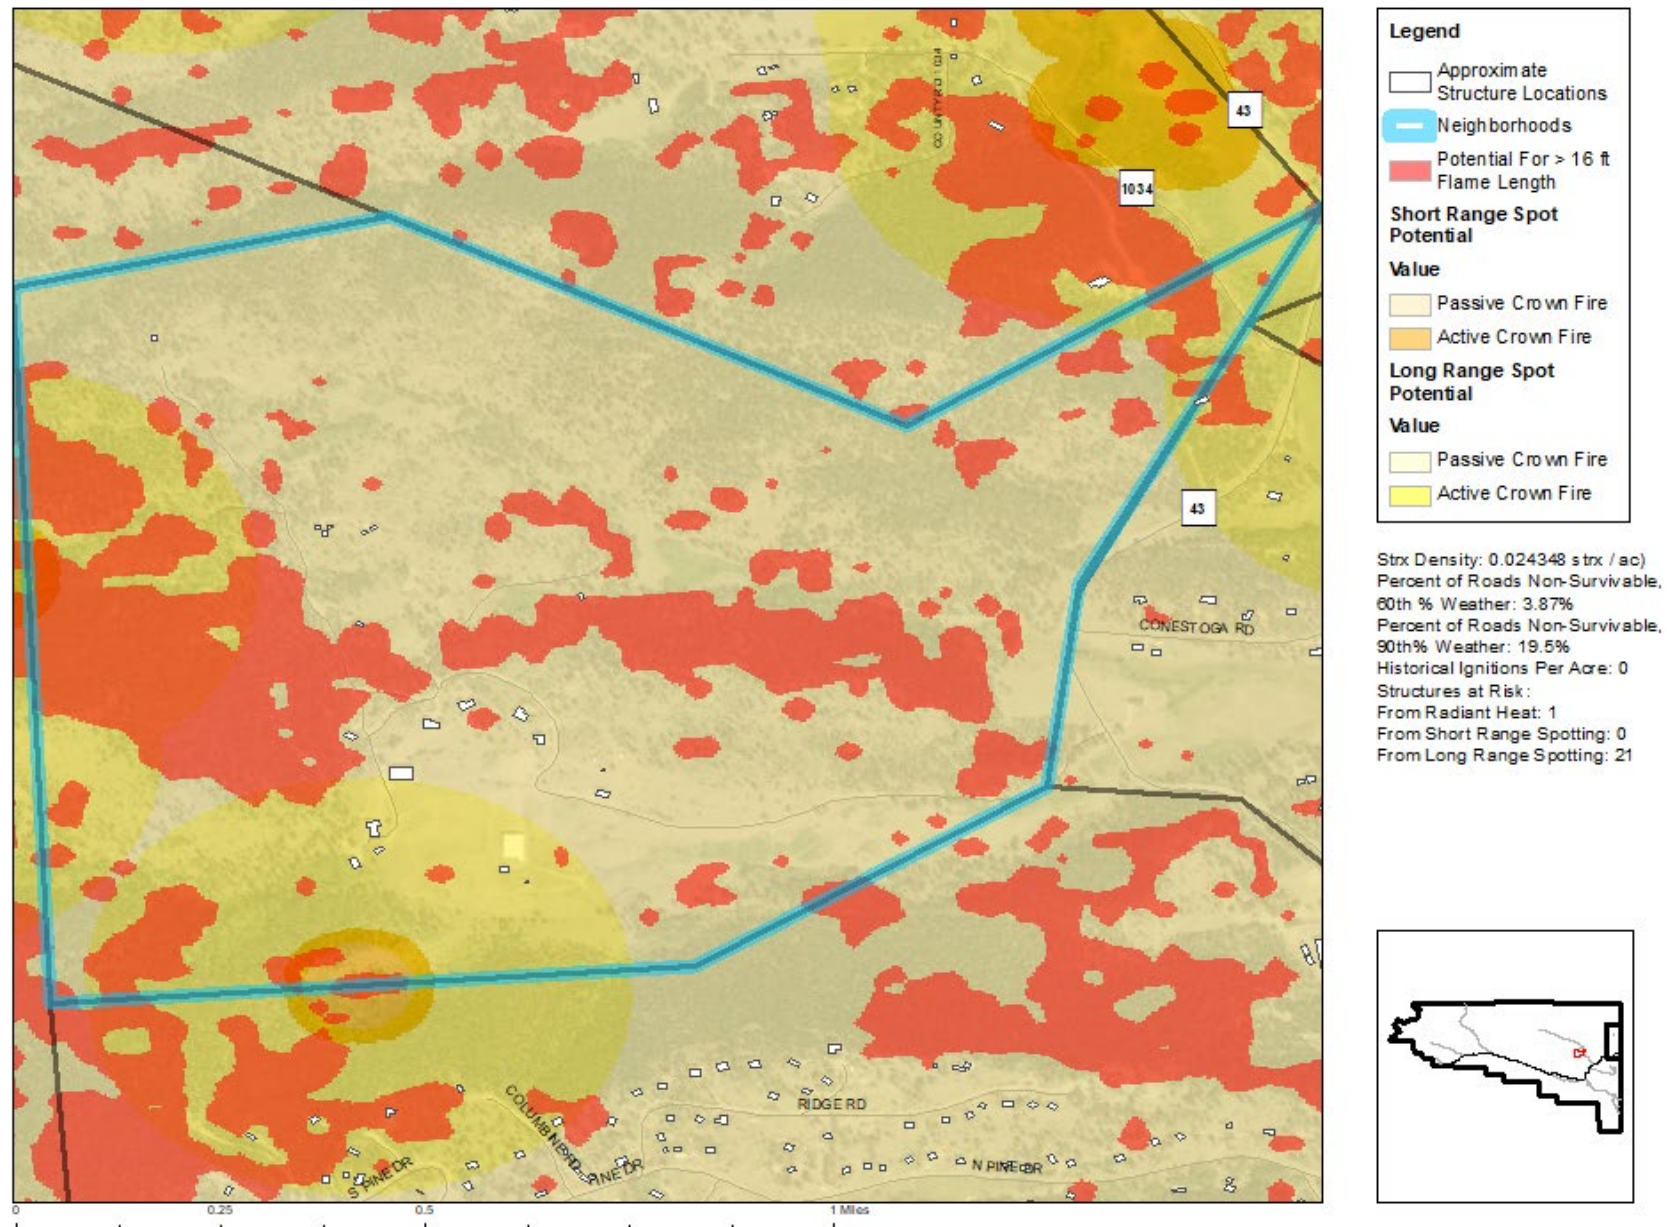 COUNTY RD 1034
43
1034
43
CONESTOGA RD
COLUMBINE RD
RIDGE RD
S PINE DR
PINE DR
N PINE DR
0 0.25 0.5 1 Miles
Legend
Approximate
Structure Locations
Neighborhoods
Potential For > 16 ft
Flame Length
Short Range Spot
Potential
Value
Passive Crown Fire
Active Crown Fire
Long Range Spot
Potential
Value
Passive Crown Fire
Active Crown Fire
Strx Density: 0.024348 strx / ac)
Percent of Roads Non-Survivable,
60th % Weather: 3.87%
Percent of Roads Non-Survivable,
90th% Weather: 19.5%
Historical Ignitions Per Acre: 0
Structures at Risk:
From Radiant Heat: 1
From Short Range Spotting: 0
From Long Range Spotting: 21